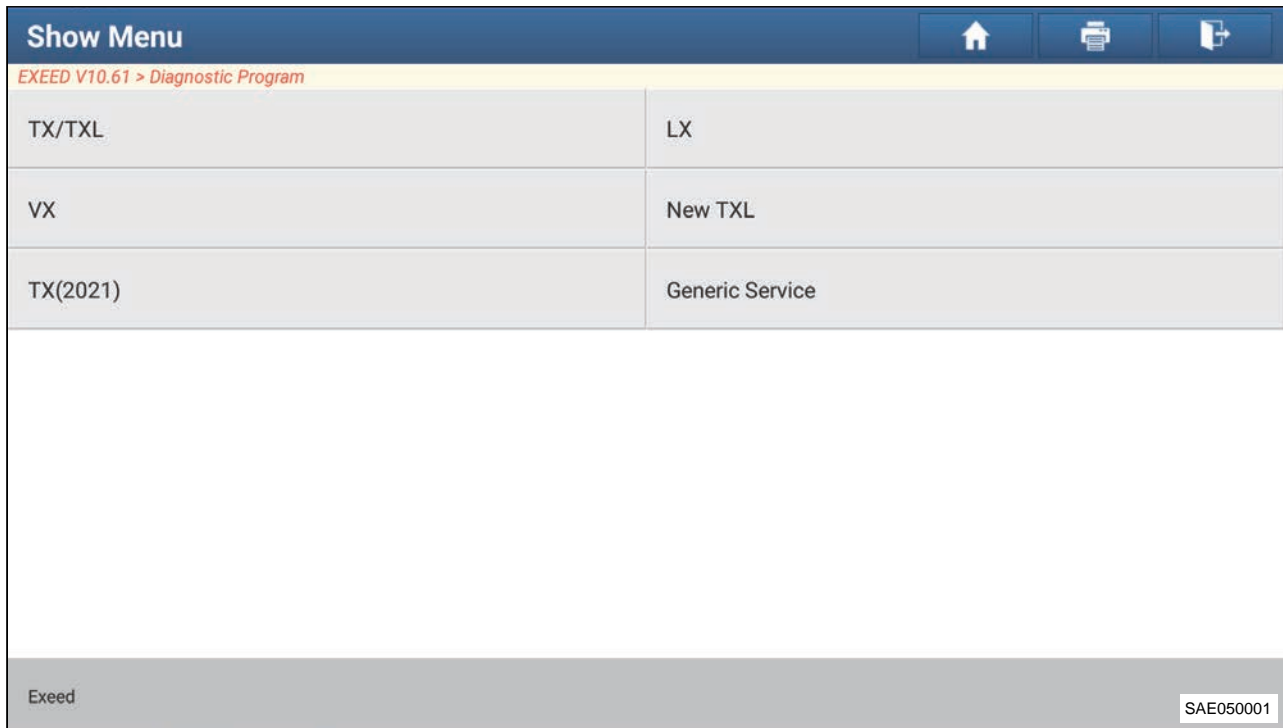 Show Menu
EXEED V10.61 > Diagnostic Program
TX/TXL
LX
VX
New TXL
TX(2021)
Generic Service
Exeed
SAE050001